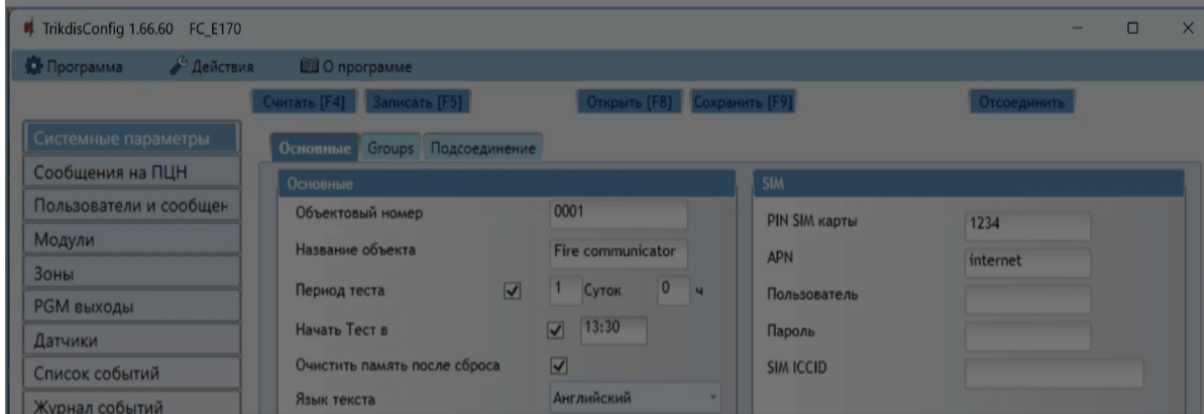 TrikdisConfig 1.66.60 FC_E170
Программа Действия О программе
Считать [F4] Записать [F5] Открыть [F8] Сохранить [F9] Отсоединить
Системные параметры
Сообщения на ПЦН
Пользователи и сообщен
Модули
Зоны
PGM выходы
Датчики
Список событий
Журнал событий
Основные Groups Подсоединение
Основные
Объектовый номер 0001
Название объекта Fire communicator
Период теста 1 Суток 0 ч
Начать Тест в 13:30
Очистить память после сброса
Язык текста Английский
SIM
PIN SIM карты 1234
APN internet
Пользователь
Пароль
SIM ICCID